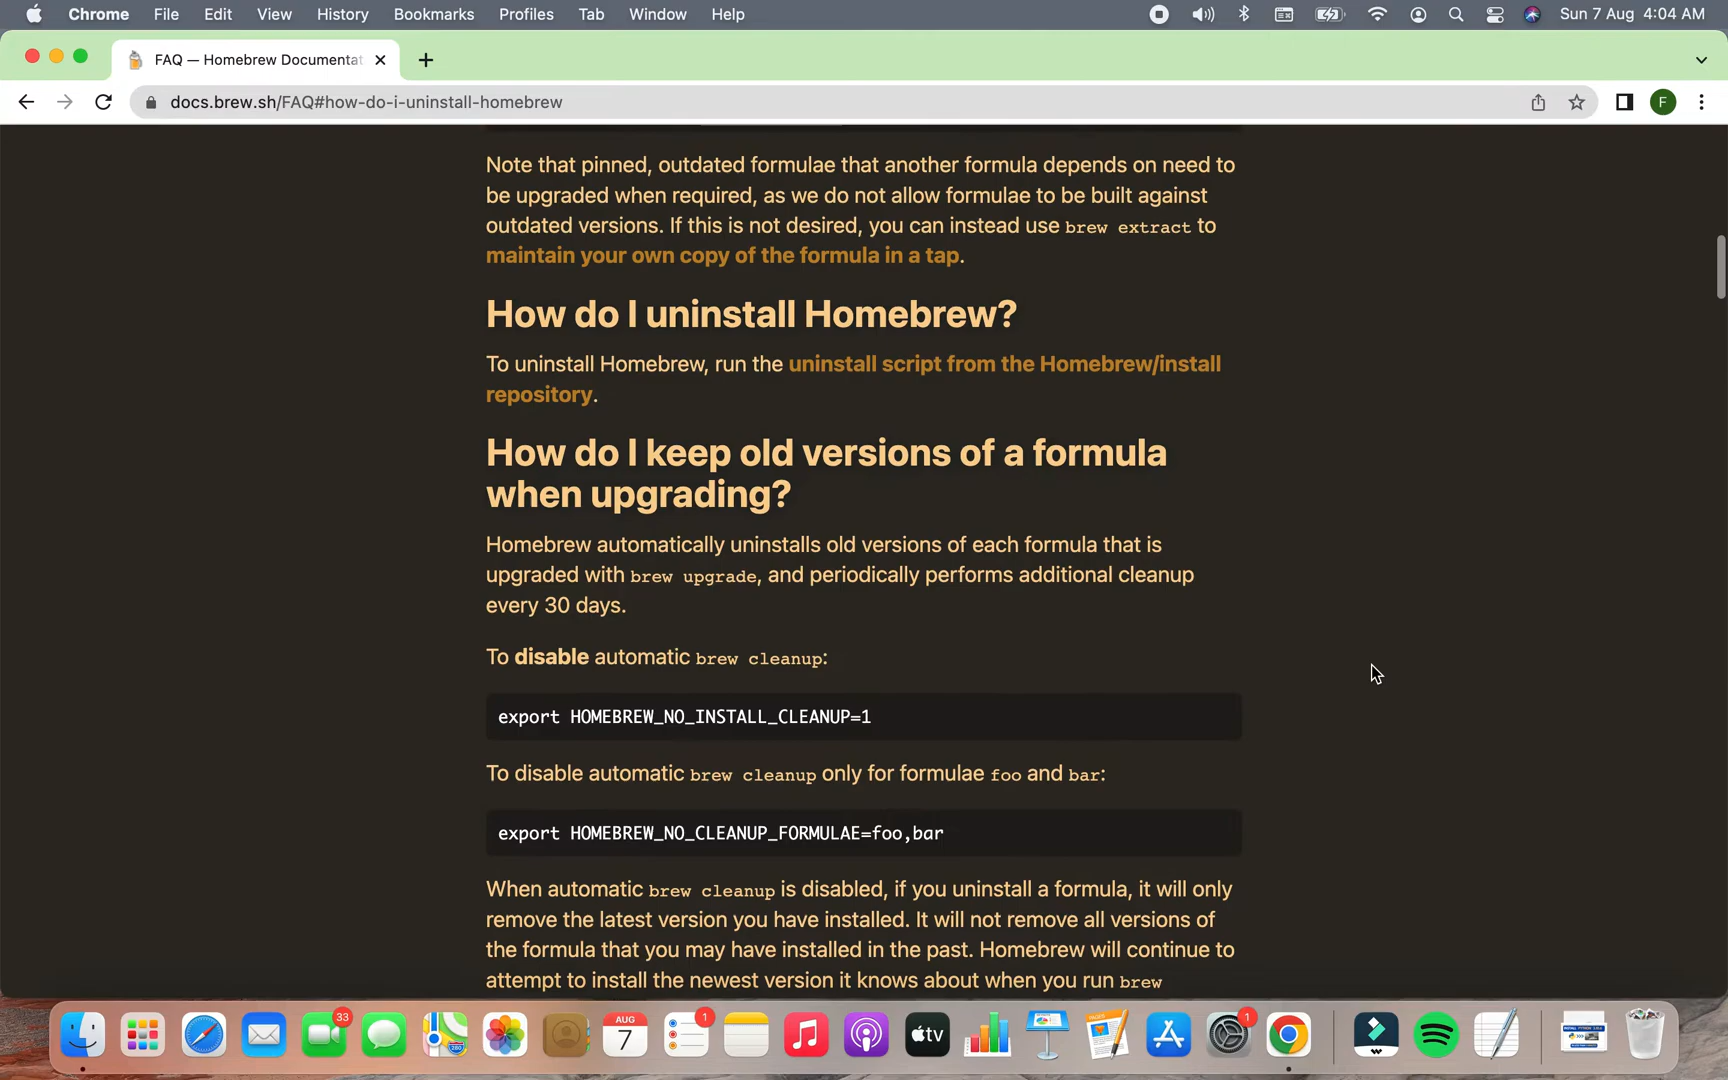 Chrome File Edit View History Bookmarks Profiles Tab Window Help Sun 7 Aug 4:04 AM
FAQ — Homebrew Documentat
docs.brew.sh/FAQ#how-do-i-uninstall-homebrew F
Note that pinned, outdated formulae that another formula depends on need to
be upgraded when required, as we do not allow formulae to be built against
outdated versions. If this is not desired, you can instead use brew extract to
maintain your own copy of the formula in a tap.
How do I uninstall Homebrew?
To uninstall Homebrew, run the uninstall script from the Homebrew/install
repository.
How do I keep old versions of a formula
when upgrading?
Homebrew automatically uninstalls old versions of each formula that is
upgraded with brew upgrade, and periodically performs additional cleanup
every 30 days.
To disable automatic brew cleanup:
export HOMEBREW_NO_INSTALL_CLEANUP=1
To disable automatic brew cleanup only for formulae foo and bar:
export HOMEBREW_NO_CLEANUP_FORMULAE=foo,bar
When automatic brew cleanup is disabled, if you uninstall a formula, it will only
remove the latest version you have installed. It will not remove all versions of
the formula that you may have installed in the past. Homebrew will continue to
attempt to install the newest version it knows about when you run brew
33 AUG 7 1 tv 1